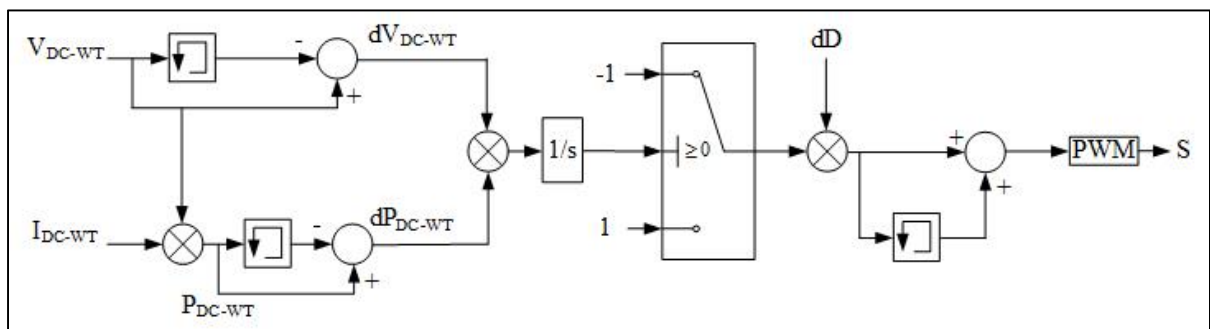 V_DC-WT
-
dV_DC-WT
+
-1
dD
1/s
≥0
+
PWM
S
+
I_DC-WT
-
dP_DC-WT
1
+
P_DC-WT